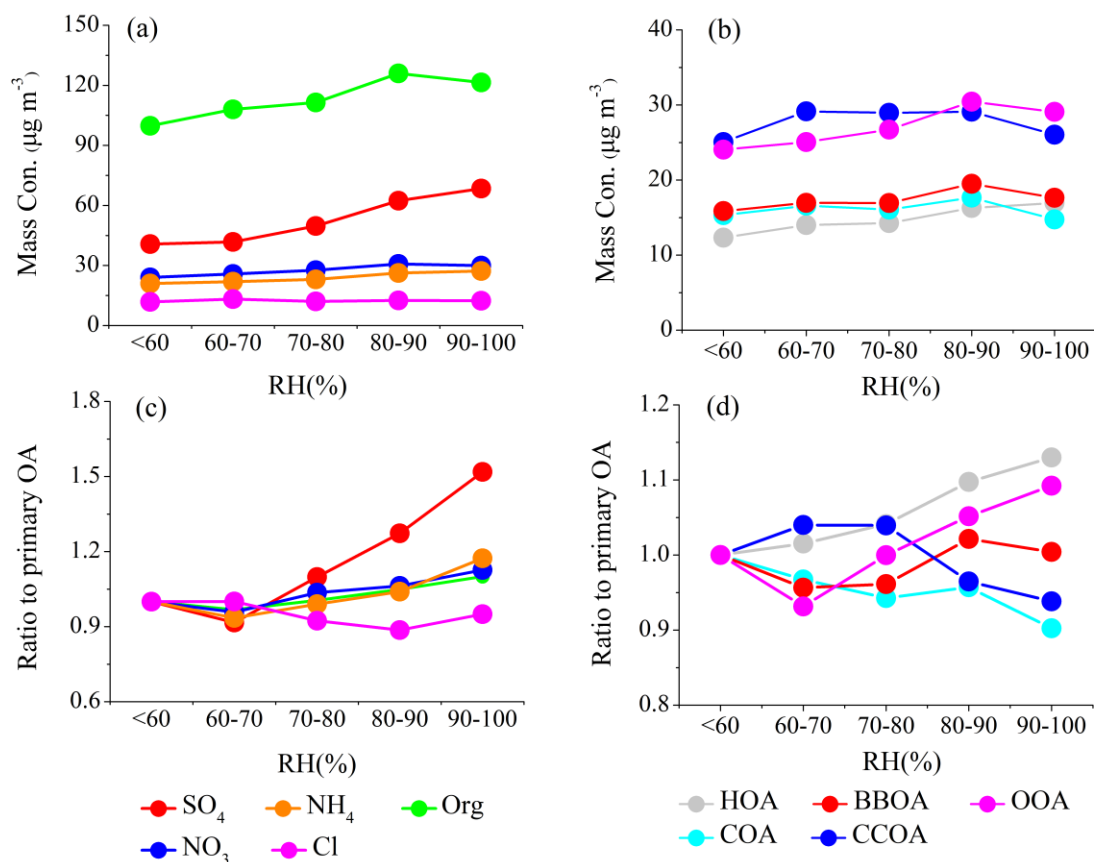 (a)
150
120
90
60
30
0
Mass Con. (μg m⁻³)
<60 60-70 70-80 80-90 90-100
RH(%)
(b)
40
30
20
10
0
Mass Con. (μg m⁻³)
<60 60-70 70-80 80-90 90-100
RH(%)
(c)
1.8
1.5
1.2
0.9
0.6
Ratio to primary OA
<60 60-70 70-80 80-90 90-100
RH(%)
(d)
1.2
1.1
1.0
0.9
0.8
Ratio to primary OA
<60 60-70 70-80 80-90 90-100
RH(%)
SO₄ NH₄ Org
NO₃ Cl
HOA BBOA OOA
COA CCOA